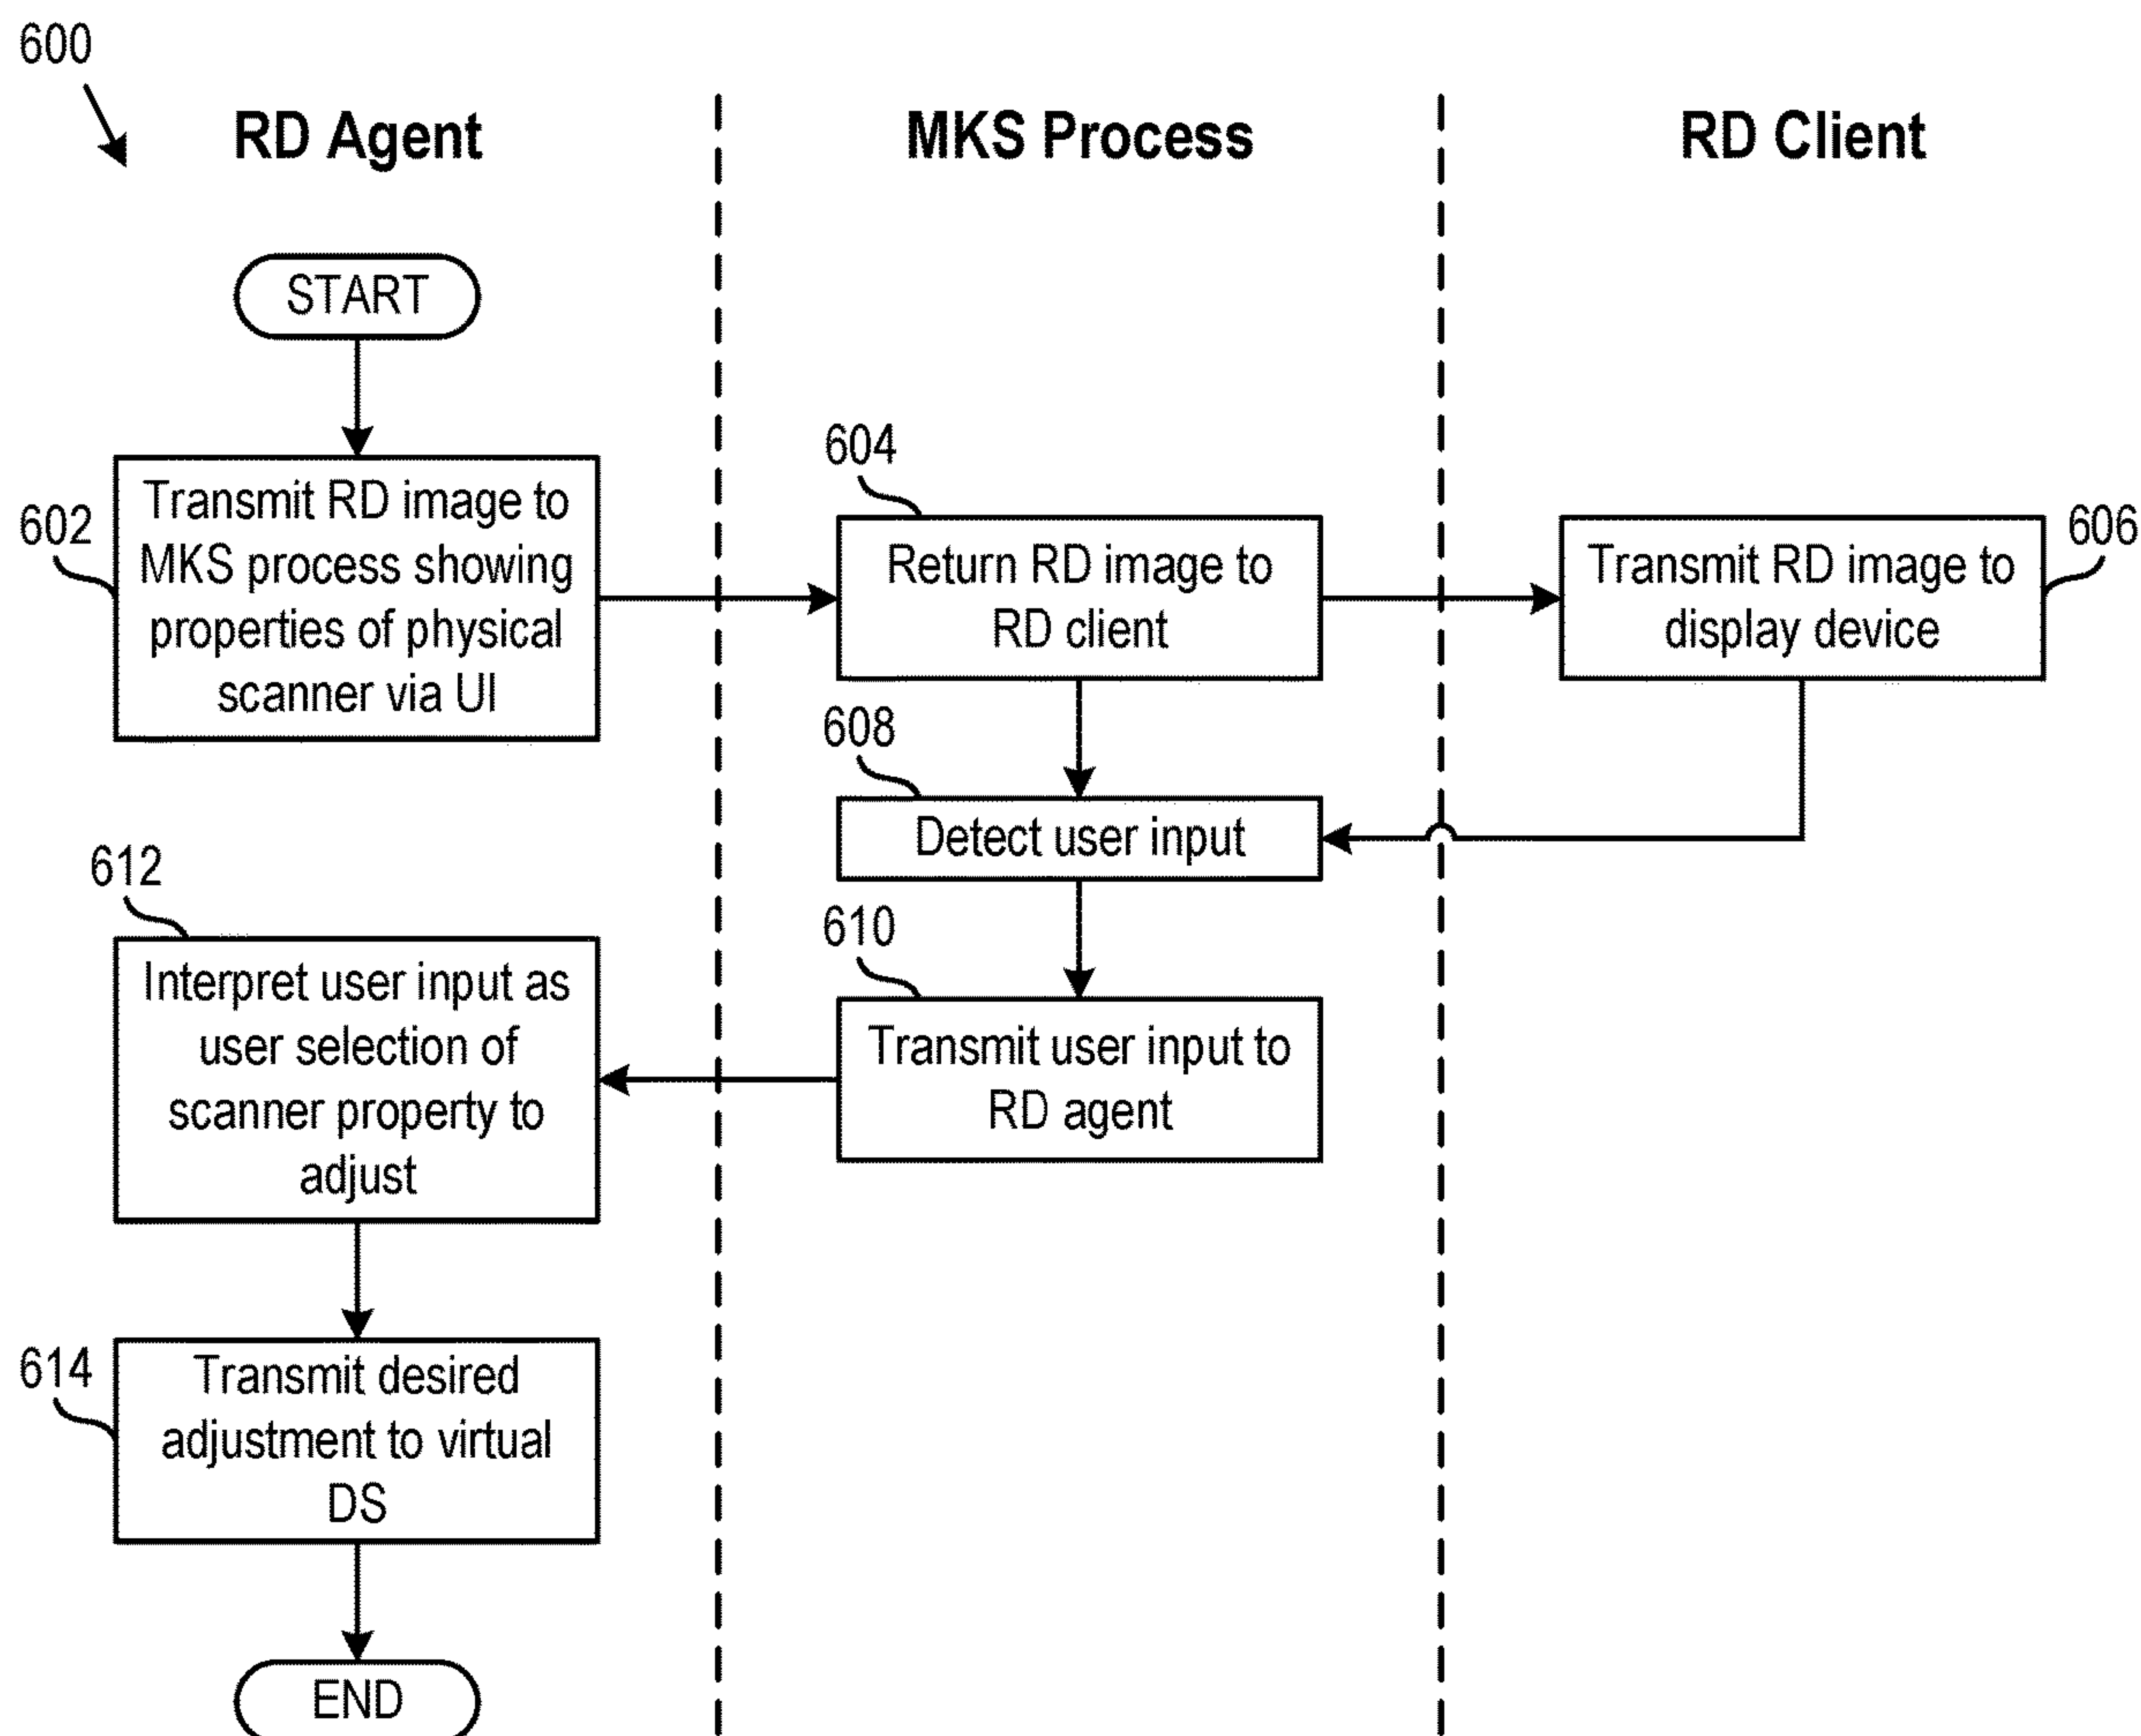 600
RD Agent
MKS Process
RD Client
START
602
Transmit RD image to
MKS process showing
properties of physical
scanner via UI
604
Return RD image to
RD client
606
Transmit RD image to
display device
608
Detect user input
610
Transmit user input to
RD agent
612
Interpret user input as
user selection of
scanner property to
adjust
614
Transmit desired
adjustment to virtual
DS
END